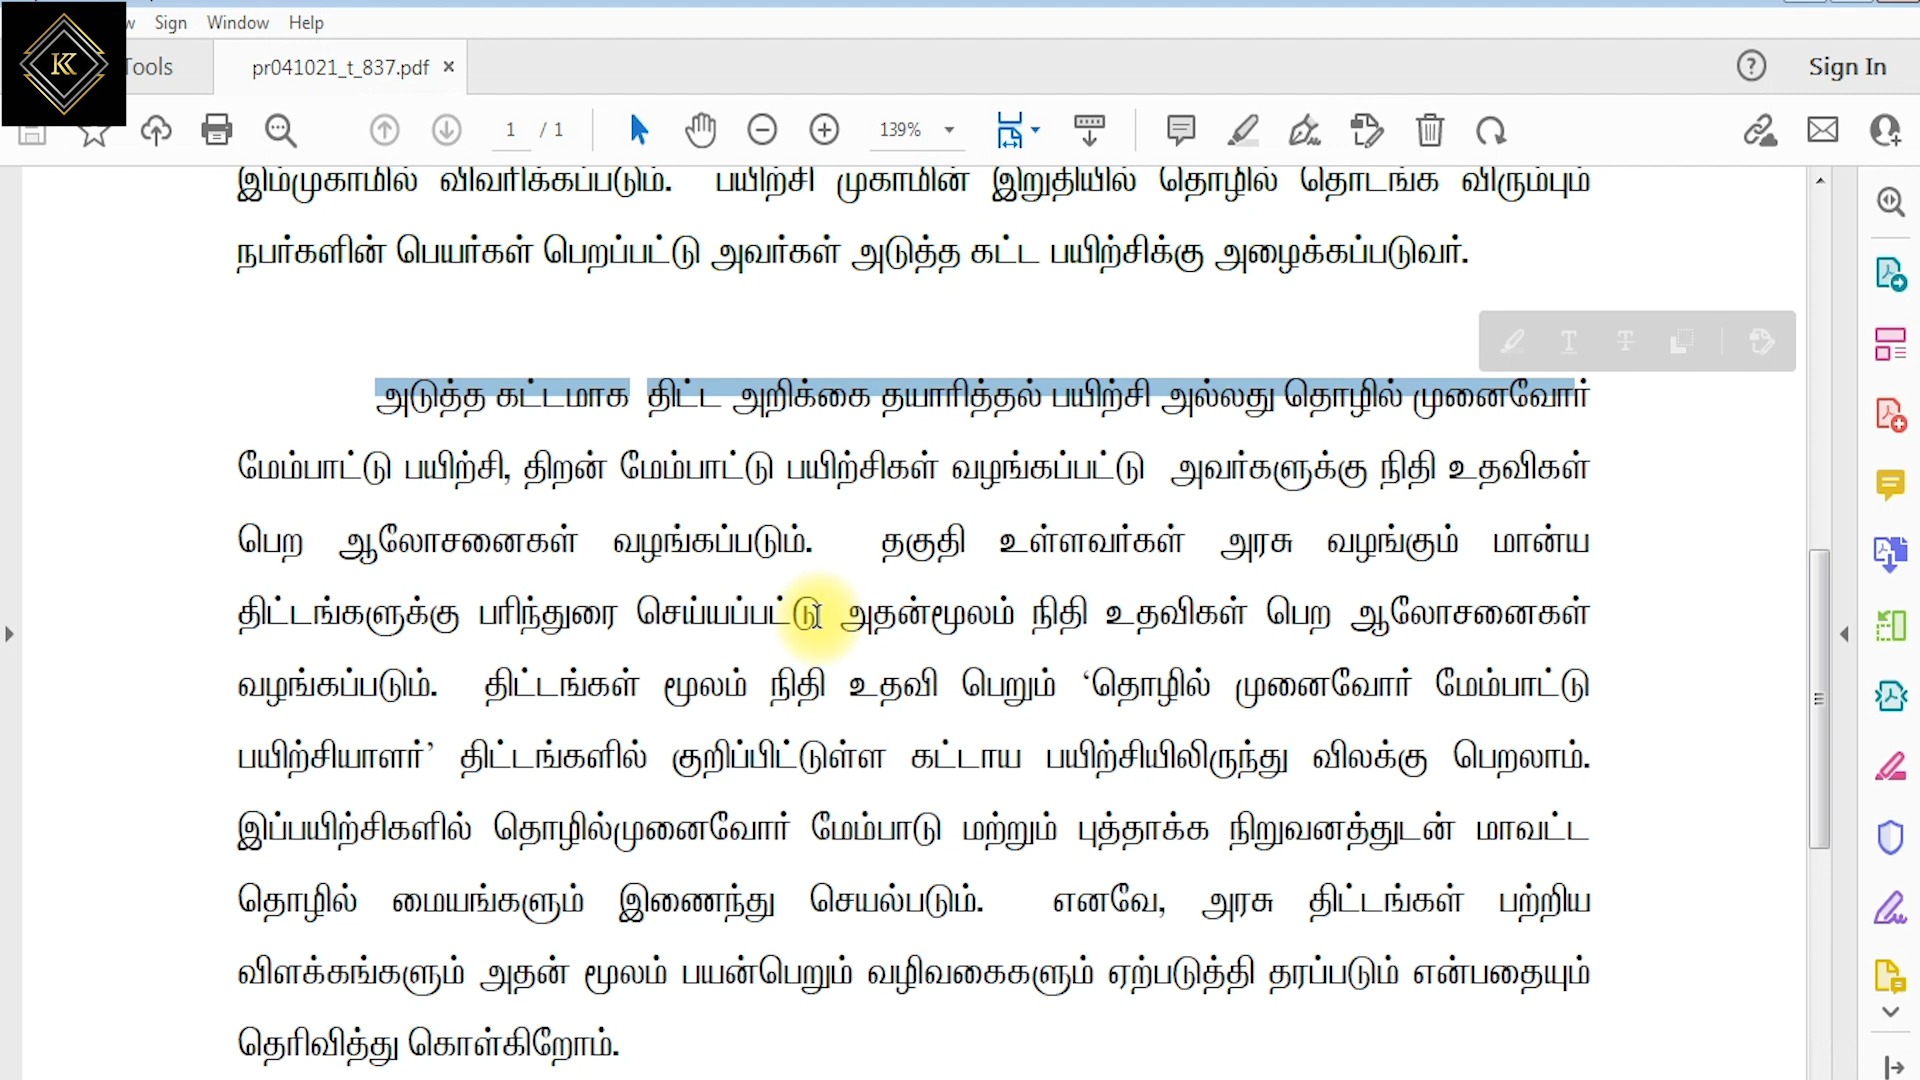 Sign Window Help
Tools pr041021_t_837.pdf × Sign In
1 / 1 139%
இம்முகாமில் விவரிக்கப்படும். பயிற்சி முகாமின் இறுதியில் தொழில் தொடங்க விரும்பும்
நபர்களின் பெயர்கள் பெறப்பட்டு அவர்கள் அடுத்த கட்ட பயிற்சிக்கு அழைக்கப்படுவர்.
அடுத்த கட்டமாக திட்ட அறிக்கை தயாரித்தல் பயிற்சி அல்லது தொழில் முனைவோர்
மேம்பாட்டு பயிற்சி, திறன் மேம்பாட்டு பயிற்சிகள் வழங்கப்பட்டு அவர்களுக்கு நிதி உதவிகள்
பெற ஆலோசனைகள் வழங்கப்படும். தகுதி உள்ளவர்கள் அரசு வழங்கும் மான்ய
திட்டங்களுக்கு பரிந்துரை செய்யப்பட்டு அதன்மூலம் நிதி உதவிகள் பெற ஆலோசனைகள்
வழங்கப்படும். திட்டங்கள் மூலம் நிதி உதவி பெறும் ‘தொழில் முனைவோர் மேம்பாட்டு
பயிற்சியாளர்’ திட்டங்களில் குறிப்பிட்டுள்ள கட்டாய பயிற்சியிலிருந்து விலக்கு பெறலாம்.
இப்பயிற்சிகளில் தொழில்முனைவோர் மேம்பாடு மற்றும் புத்தாக்க நிறுவனத்துடன் மாவட்ட
தொழில் மையங்களும் இணைந்து செயல்படும். எனவே, அரசு திட்டங்கள் பற்றிய
விளக்கங்களும் அதன் மூலம் பயன்பெறும் வழிவகைகளும் ஏற்படுத்தி தரப்படும் என்பதையும்
தெரிவித்து கொள்கிறோம்.